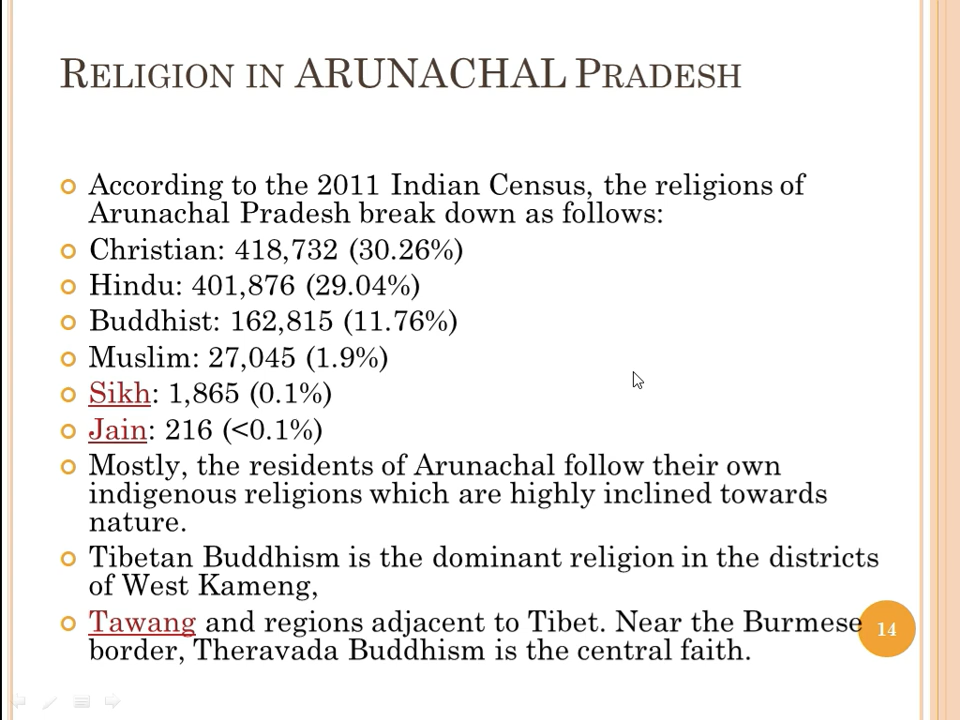 RELIGION IN ARUNACHAL PRADESH
According to the 2011 Indian Census, the religions of
Arunachal Pradesh break down as follows:
Christian: 418,732 (30.26%)
Hindu: 401,876 (29.04%)
Buddhist: 162,815 (11.76%)
Muslim: 27,045 (1.9%)
Sikh: 1,865 (0.1%)
Jain: 216 (<0.1%)
Mostly, the residents of Arunachal follow their own
indigenous religions which are highly inclined towards
nature.
Tibetan Buddhism is the dominant religion in the districts
of West Kameng,
Tawang and regions adjacent to Tibet. Near the Burmese
border, Theravada Buddhism is the central faith.
14